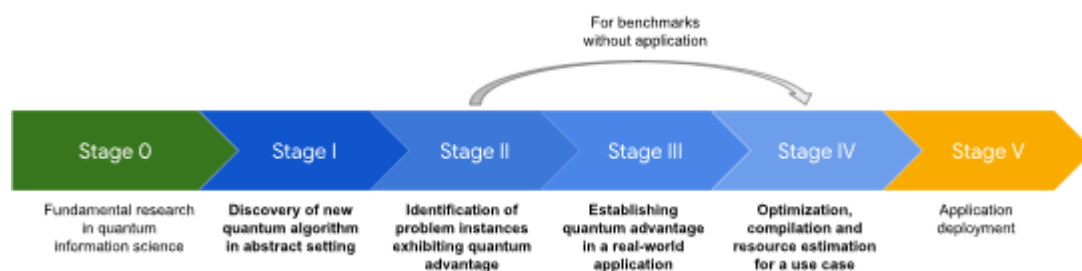 For benchmarks
without application
Stage 0
Stage I
Stage II
Stage III
Stage IV
Stage V
Fundamental research
in quantum
information science
Discovery of new
quantum algorithm
in abstract setting
Identification of
problem instances
exhibiting quantum
advantage
Establishing
quantum advantage
in a real-world
application
Optimization,
compilation and
resource estimation
for a use case
Application
deployment